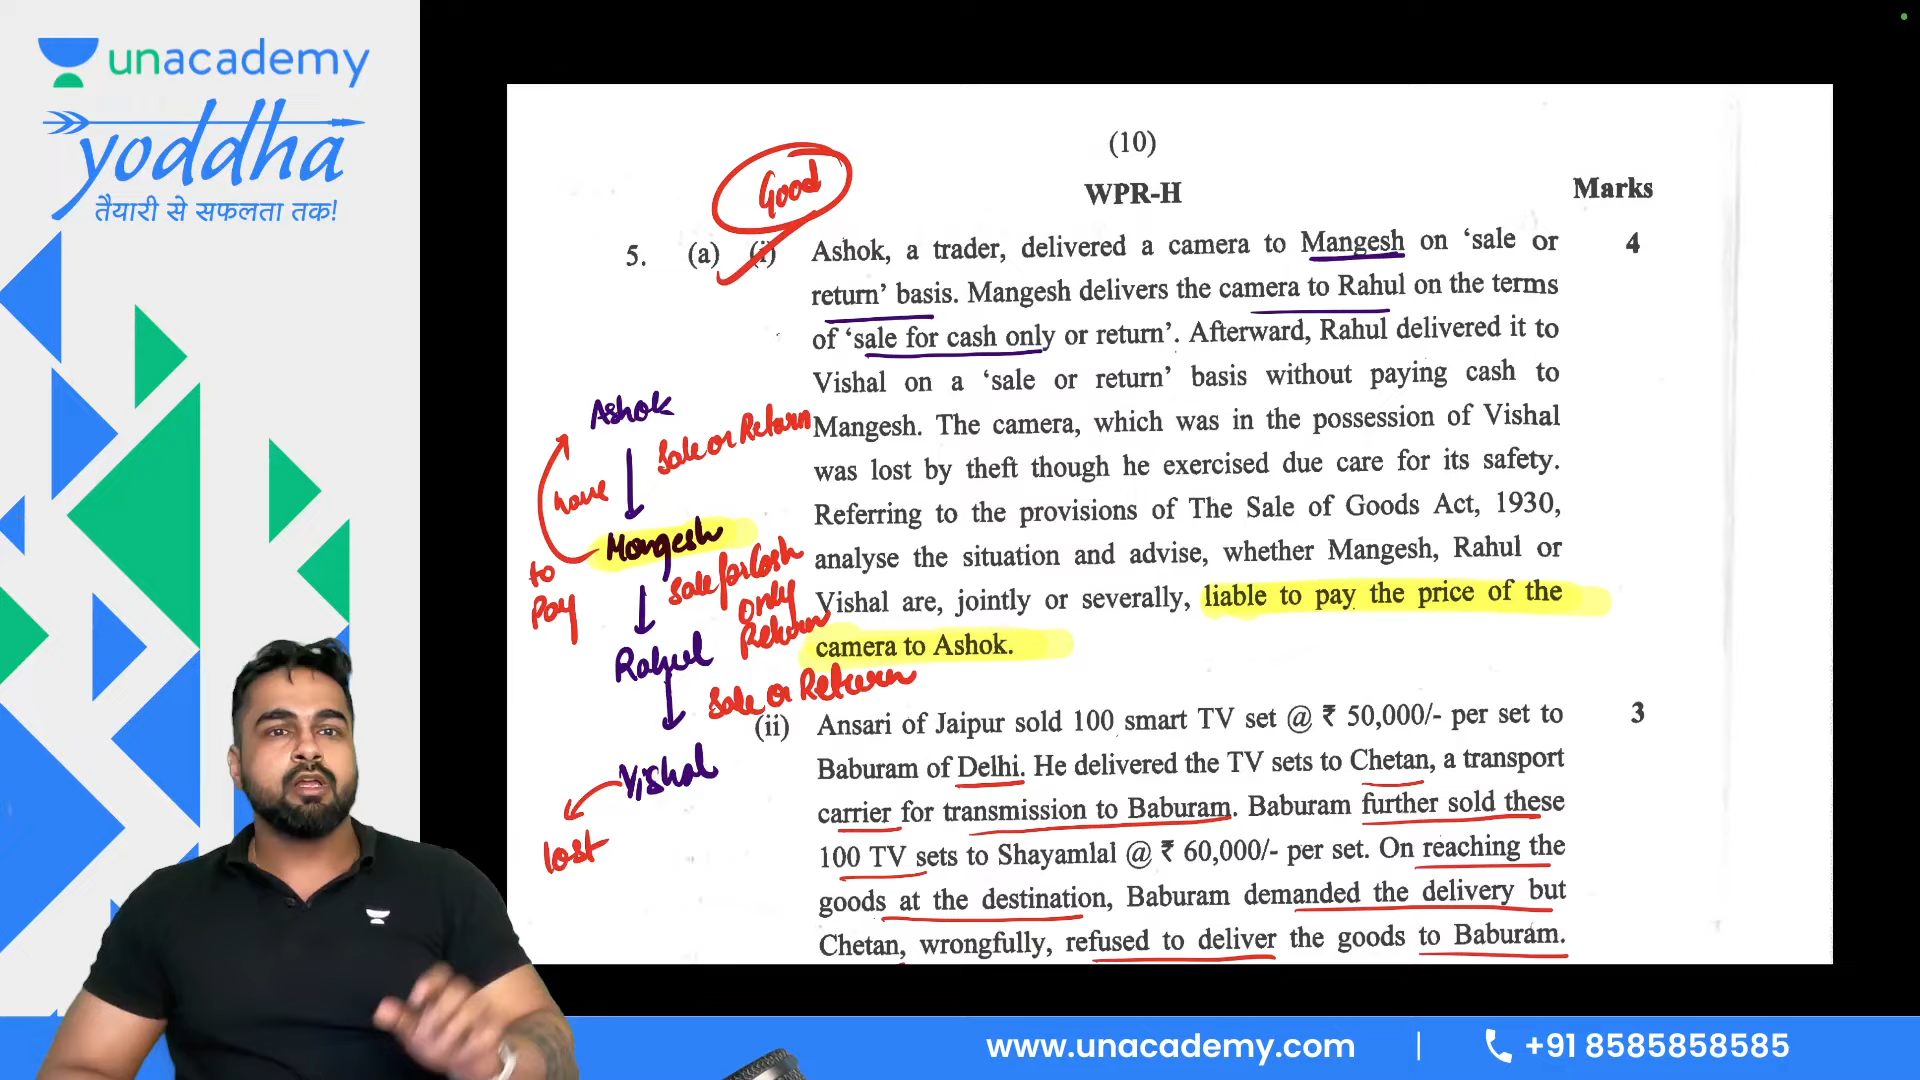 unacademy
yoddha
तैयारी से सफलता तक!
(10)
WPR-H
Marks
Good
5. (a) (i) Ashok, a trader, delivered a camera to Mangesh on ‘sale or 4
return’ basis. Mangesh delivers the camera to Rahul on the terms
of ‘sale for cash only or return’. Afterward, Rahul delivered it to
Vishal on a ‘sale or return’ basis without paying cash to
Mangesh. The camera, which was in the possession of Vishal
was lost by theft though he exercised due care for its safety.
Referring to the provisions of The Sale of Goods Act, 1930,
analyse the situation and advise, whether Mangesh, Rahul or
Vishal are, jointly or severally, liable to pay the price of the
camera to Ashok.
Ashok
Sale or Return
have
to
Pay
Mangesh
Sale for Cash
only
Return
Rahul
Sale or Return
Vishal
lost
(ii) Ansari of Jaipur sold 100 smart TV set @ ₹ 50,000/- per set to 3
Baburam of Delhi. He delivered the TV sets to Chetan, a transport
carrier for transmission to Baburam. Baburam further sold these
100 TV sets to Shayamlal @ ₹ 60,000/- per set. On reaching the
goods at the destination, Baburam demanded the delivery but
Chetan, wrongfully, refused to deliver the goods to Baburam.
www.unacademy.com | +91 8585858585